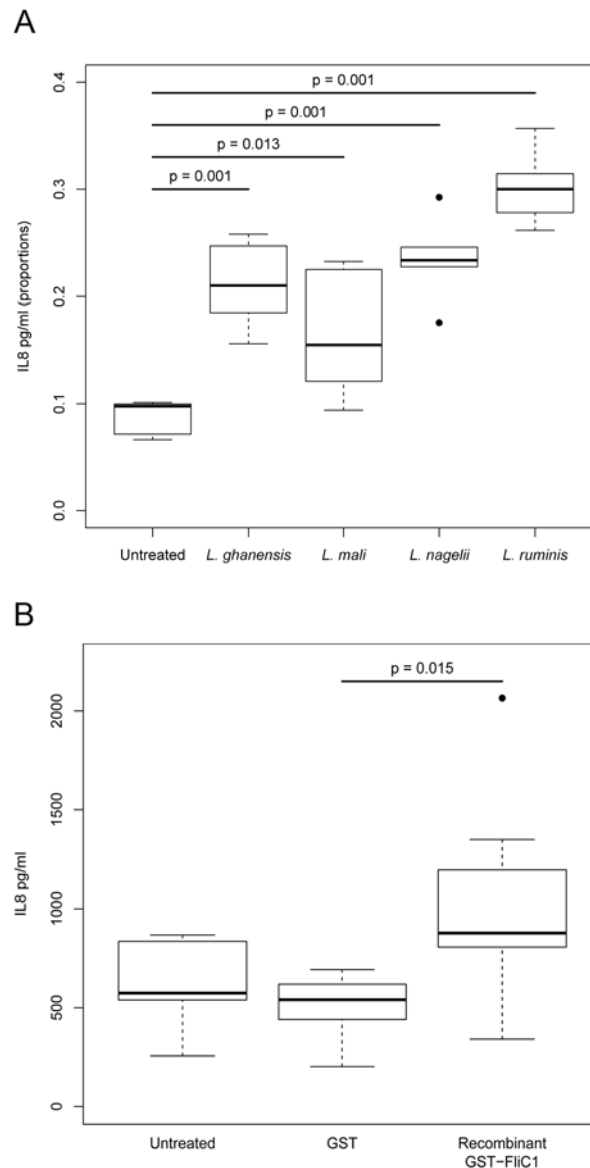 A
p = 0.001
p = 0.001
p = 0.013
p = 0.001
0.4
0.3
0.2
0.1
0.0
IL8 pg/ml (proportions)
Untreated L. ghanensis L. mali L. nagelii L. ruminis
B
p = 0.015
2000
1500
1000
500
0
IL8 pg/ml
Untreated GST Recombinant
GST−FliC1